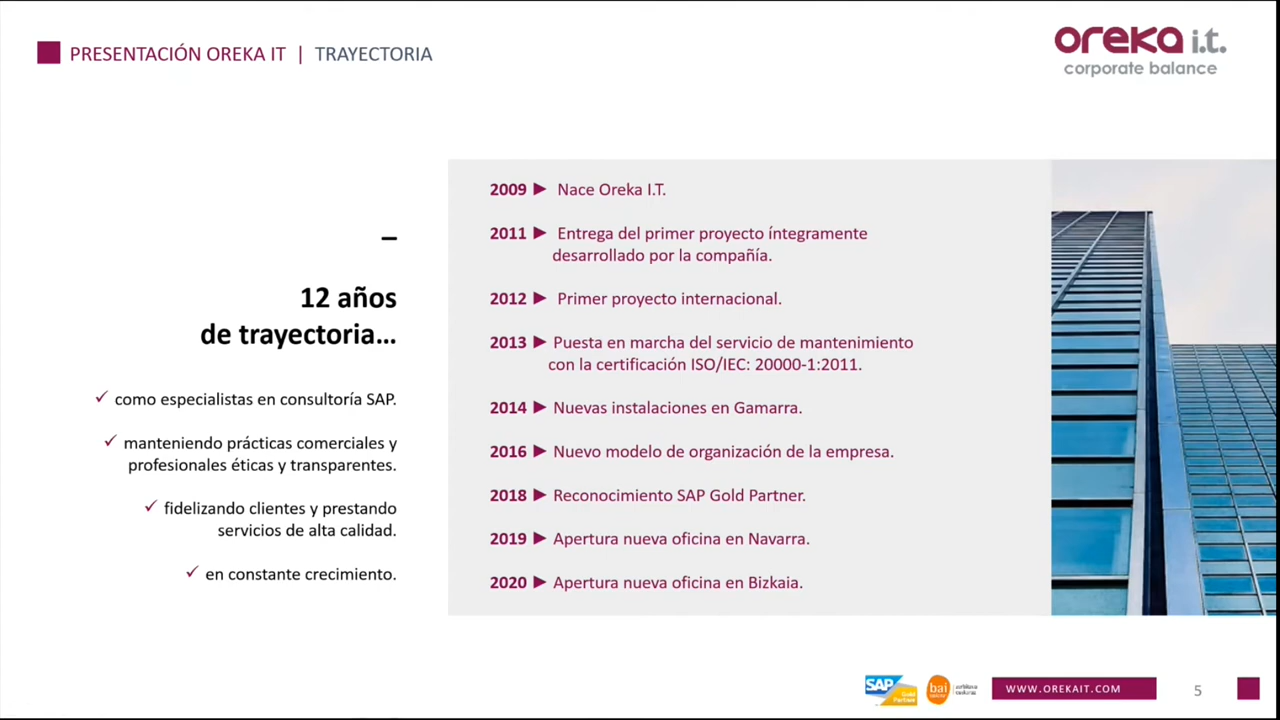 PRESENTACIÓN OREKA IT | TRAYECTORIA
oreka i.t.
corporate balance
–
12 años
de trayectoria...
✓ como especialistas en consultoría SAP.
✓ manteniendo prácticas comerciales y
profesionales éticas y transparentes.
✓ fidelizando clientes y prestando
servicios de alta calidad.
✓ en constante crecimiento.
2009 ► Nace Oreka I.T.
2011 ► Entrega del primer proyecto íntegramente
desarrollado por la compañía.
2012 ► Primer proyecto internacional.
2013 ► Puesta en marcha del servicio de mantenimiento
con la certificación ISO/IEC: 20000-1:2011.
2014 ► Nuevas instalaciones en Gamarra.
2016 ► Nuevo modelo de organización de la empresa.
2018 ► Reconocimiento SAP Gold Partner.
2019 ► Apertura nueva oficina en Navarra.
2020 ► Apertura nueva oficina en Bizkaia.
SAP
Gold
Partner
bai
WWW.OREKAIT.COM
5